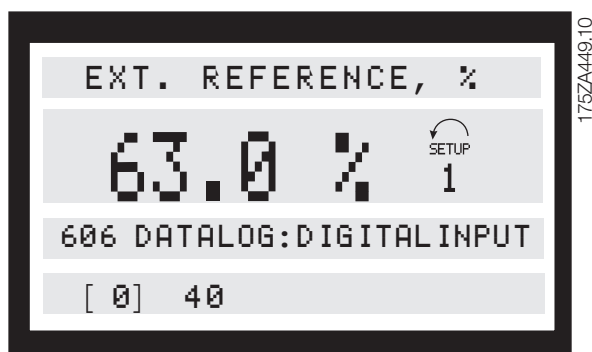 EXT. REFERENCE, %
63.0 %
SETUP
1
606 DATALOG:DIGITALINPUT
[ 0] 40
175ZA449.10